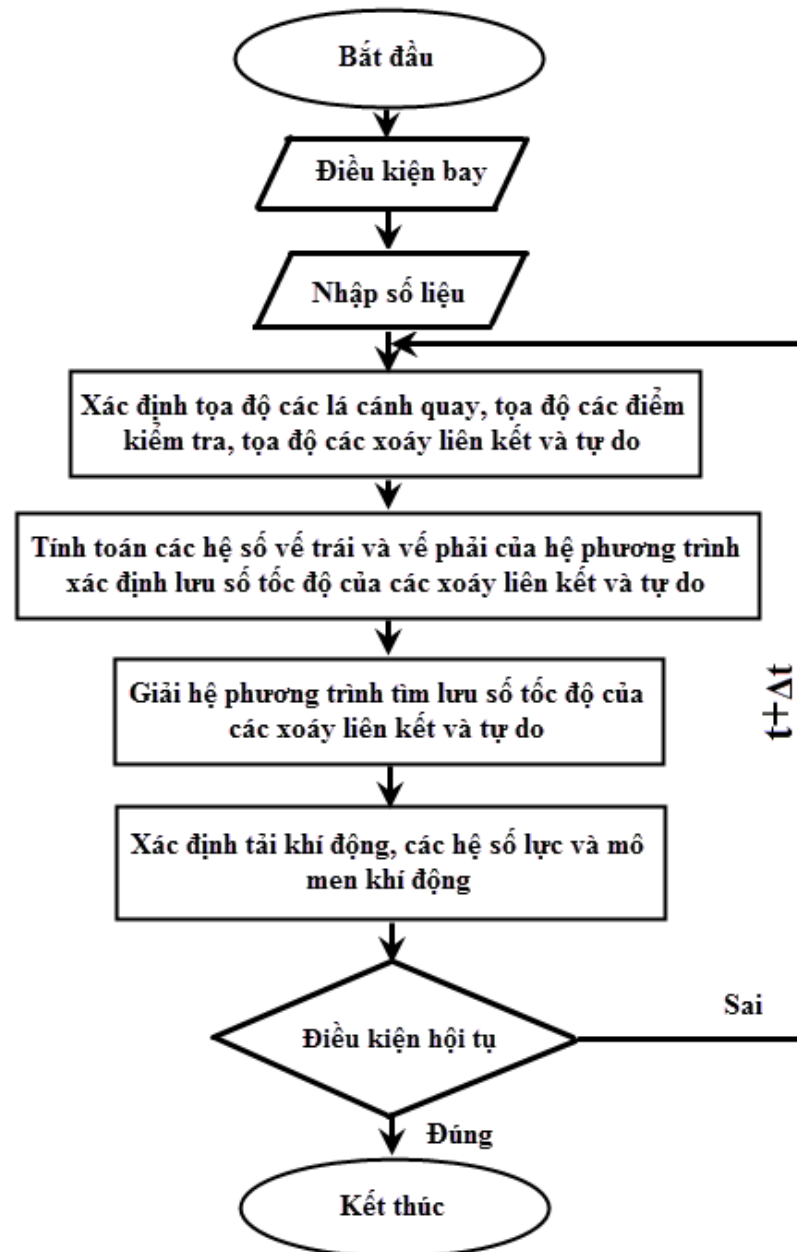 Bắt đầu
Điều kiện bay
Nhập số liệu
Xác định tọa độ các lá cánh quay, tọa độ các điểm
kiểm tra, tọa độ các xoáy liên kết và tự do
Tính toán các hệ số vế trái và vế phải của hệ phương trình
xác định lưu số tốc độ của các xoáy liên kết và tự do
Giải hệ phương trình tìm lưu số tốc độ của
các xoáy liên kết và tự do
t+Δt
Xác định tải khí động, các hệ số lực và mô
men khí động
Điều kiện hội tụ
Sai
Đúng
Kết thúc